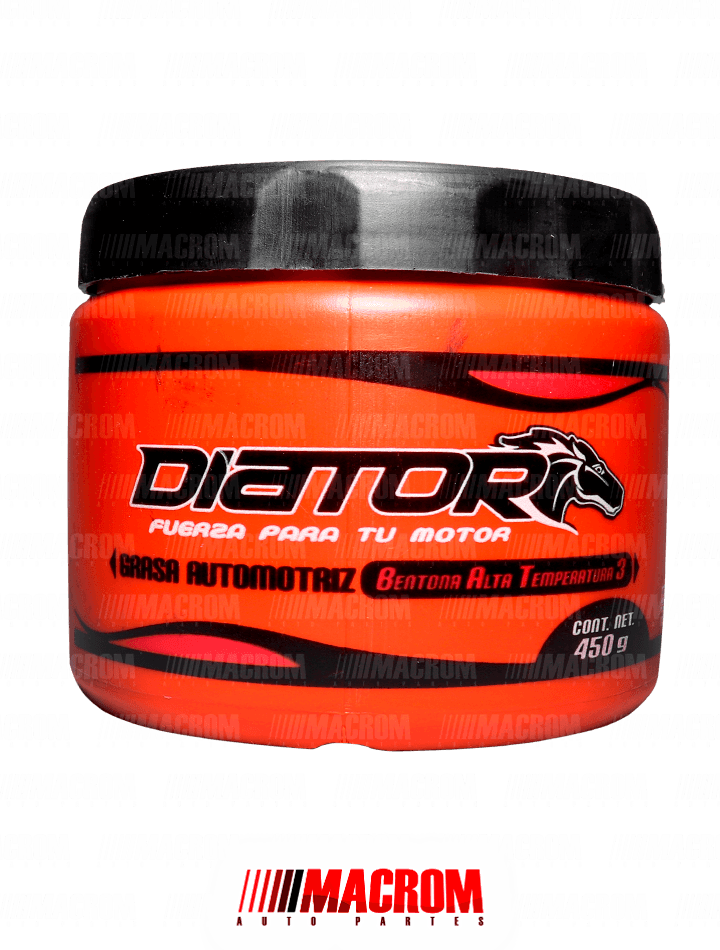 DIATOR
FUERZA PARA TU MOTOR
GRASA AUTOMOTRIZ BENTONA ALTA TEMPERATURA 3
CONT. NET.
450 g
MACROM
AUTO PARTES